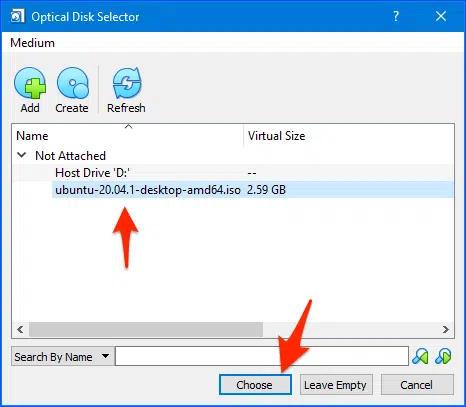 Optical Disk Selector
?
Medium
Add Create Refresh
Name Virtual Size
Not Attached
Host Drive 'D:' --
ubuntu-20.04.1-desktop-amd64.iso 2.59 GB
Search By Name
Choose Leave Empty Cancel